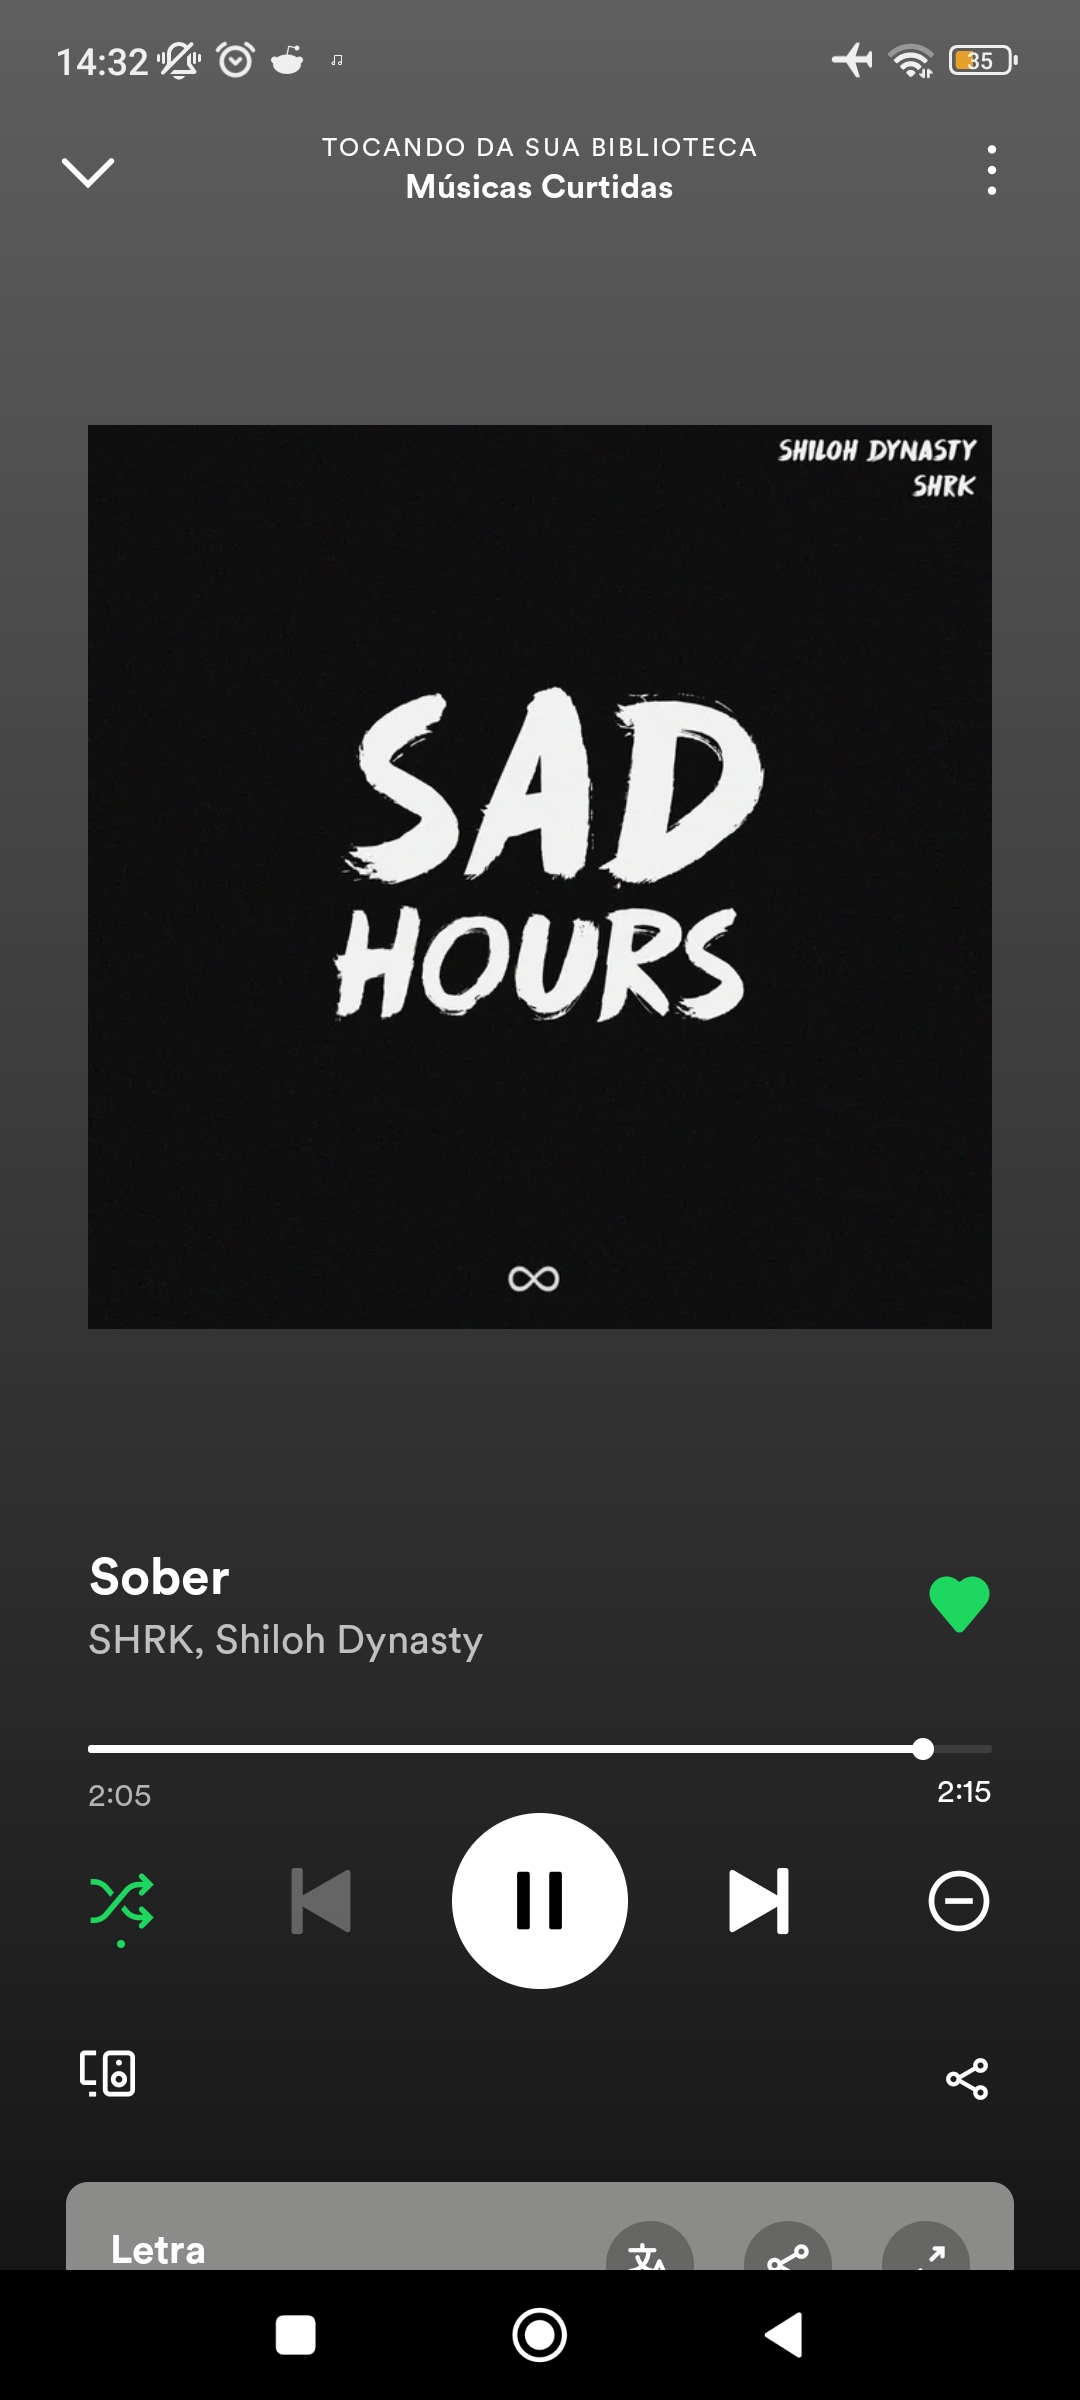 14:32
35
TOCANDO DA SUA BIBLIOTECA
Músicas Curtidas
SHILOH DYNASTY
SHRK
SAD
HOURS
Sober
SHRK, Shiloh Dynasty
2:05
2:15
Letra